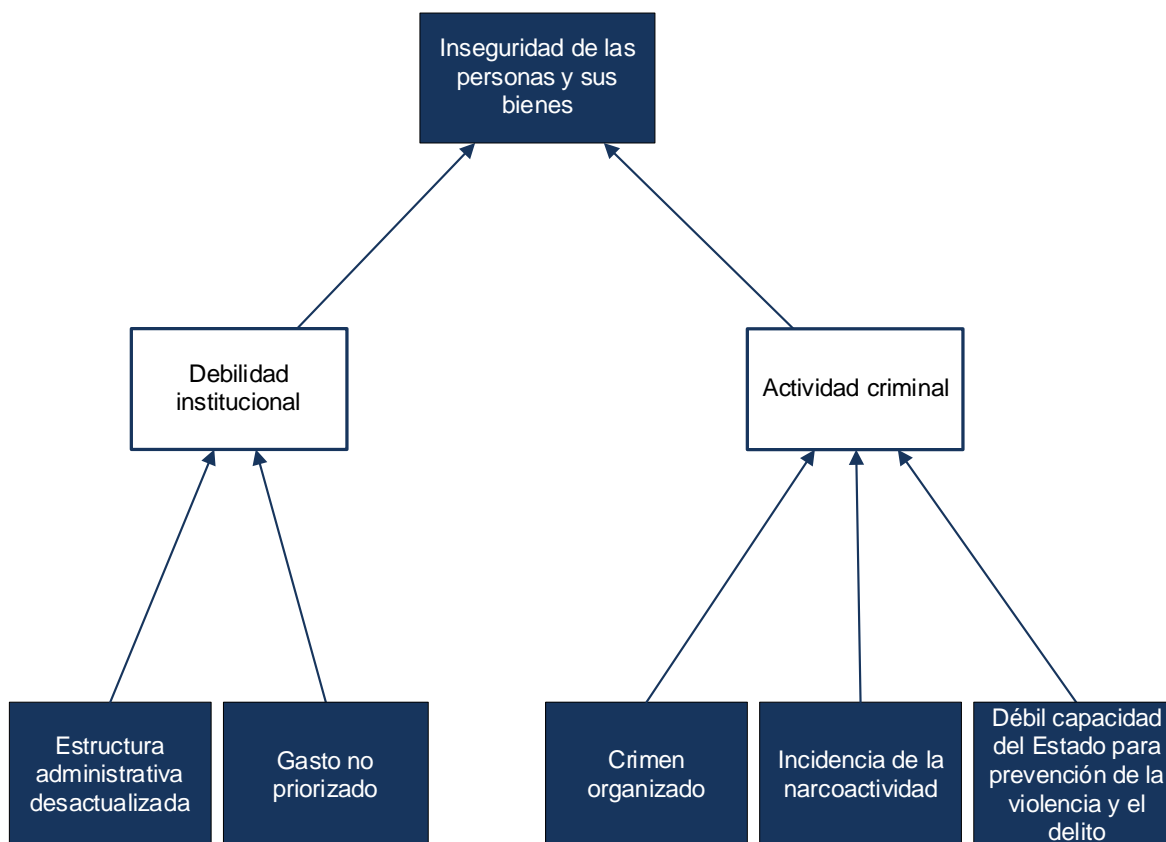 Inseguridad de las
personas y sus
bienes
Debilidad
institucional
Actividad criminal
Estructura
administrativa
desactualizada
Gasto no
priorizado
Crimen
organizado
Incidencia de la
narcoactividad
Débil capacidad
del Estado para
prevención de la
violencia y el
delito